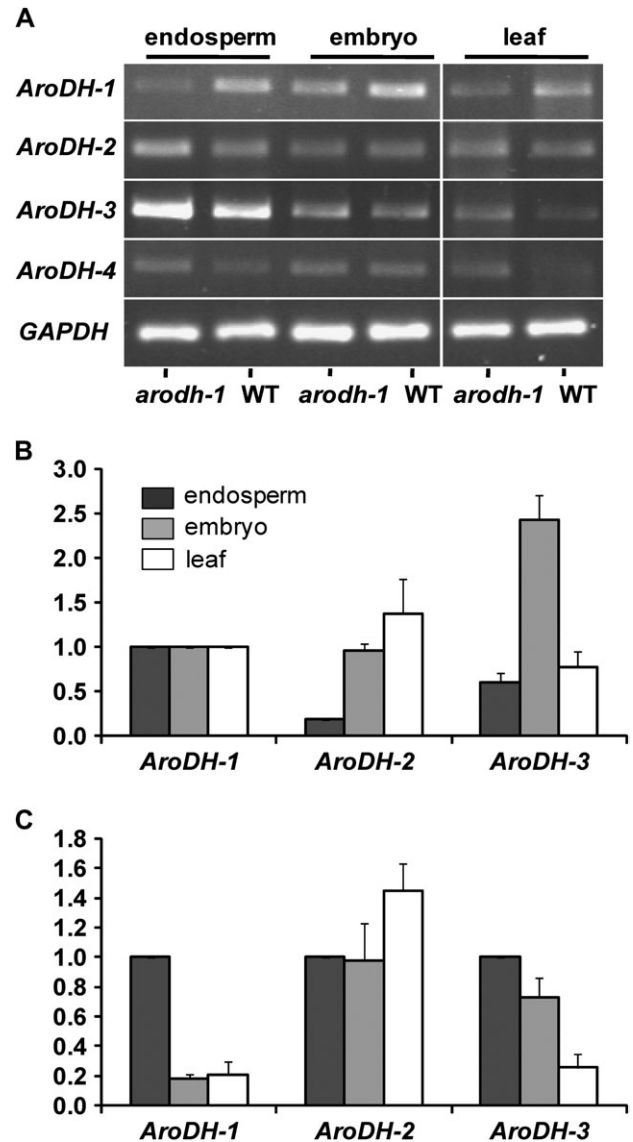 A
endosperm embryo leaf
AroDH-1
AroDH-2
AroDH-3
AroDH-4
GAPDH
arodh-1 WT arodh-1 WT arodh-1 WT
B
3.0
2.5
2.0
1.5
1.0
0.5
0.0
endosperm
embryo
leaf
AroDH-1 AroDH-2 AroDH-3
C
1.8
1.6
1.4
1.2
1.0
0.8
0.6
0.4
0.2
0.0
AroDH-1 AroDH-2 AroDH-3